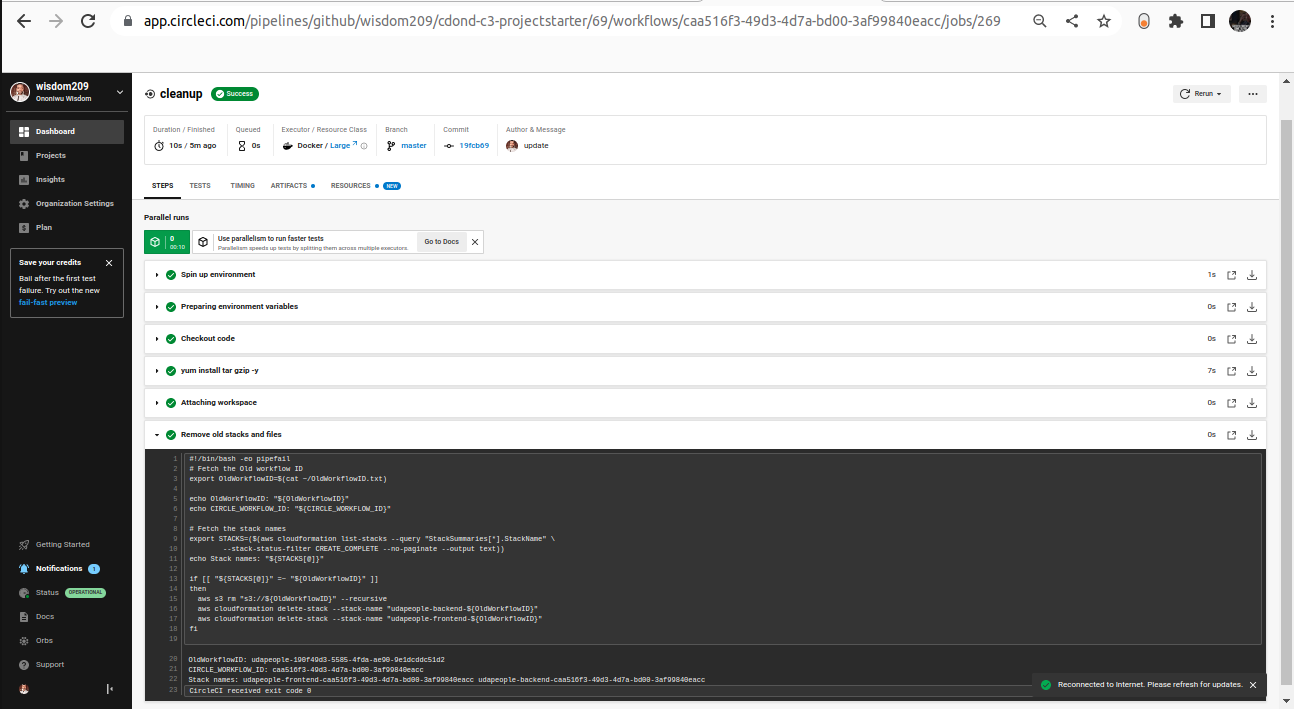 app.circleci.com/pipelines/github/wisdom209/cdond-c3-projectstarter/69/workflows/caa516f3-49d3-4d7a-bd00-3af99840eacc/jobs/269
wisdom209
Ononiwu Wisdom
Dashboard
Projects
Insights
Organization Settings
Plan
Save your credits
Bail after the first test
failure. Try out the new
fail-fast preview
Getting Started
Notifications 1
Status OPERATIONAL
Docs
Orbs
Support
cleanup Success
Rerun
Duration / Finished
10s / 5m ago
Queued
0s
Executor / Resource Class
Docker / Large
Branch
master
Commit
19fcb69
Author & Message
update
STEPS TESTS TIMING ARTIFACTS RESOURCES NEW
Parallel runs
0
00:10
Use parallelism to run faster tests
Parallelism speeds up tests by splitting them across multiple executors.
Go to Docs
Spin up environment 1s
Preparing environment variables 0s
Checkout code 0s
yum install tar gzip -y 7s
Attaching workspace 0s
Remove old stacks and files 0s
1 #!/bin/bash -eo pipefail
2 # Fetch the Old workflow ID
3 export OldWorkflowID=$(cat ~/OldWorkflowID.txt)
4
5 echo OldWorkflowID: "${OldWorkflowID}"
6 echo CIRCLE_WORKFLOW_ID: "${CIRCLE_WORKFLOW_ID}"
7
8 # Fetch the stack names
9 export STACKS=($(aws cloudformation list-stacks --query "StackSummaries[*].StackName" \
10 --stack-status-filter CREATE_COMPLETE --no-paginate --output text))
11 echo Stack names: "${STACKS[@]}"
12
13 if [[ "${STACKS[@]}" =~ "${OldWorkflowID}" ]]
14 then
15 aws s3 rm "s3://${OldWorkflowID}" --recursive
16 aws cloudformation delete-stack --stack-name "udapeople-backend-${OldWorkflowID}"
17 aws cloudformation delete-stack --stack-name "udapeople-frontend-${OldWorkflowID}"
18 fi
19
20 OldWorkflowID: udapeople-190f49d3-5585-4fda-ae90-9e1dcddc51d2
21 CIRCLE_WORKFLOW_ID: caa516f3-49d3-4d7a-bd00-3af99840eacc
22 Stack names: udapeople-frontend-caa516f3-49d3-4d7a-bd00-3af99840eacc udapeople-backend-caa516f3-49d3-4d7a-bd00-3af99840eacc
23 CircleCI received exit code 0
Reconnected to Internet. Please refresh for updates.